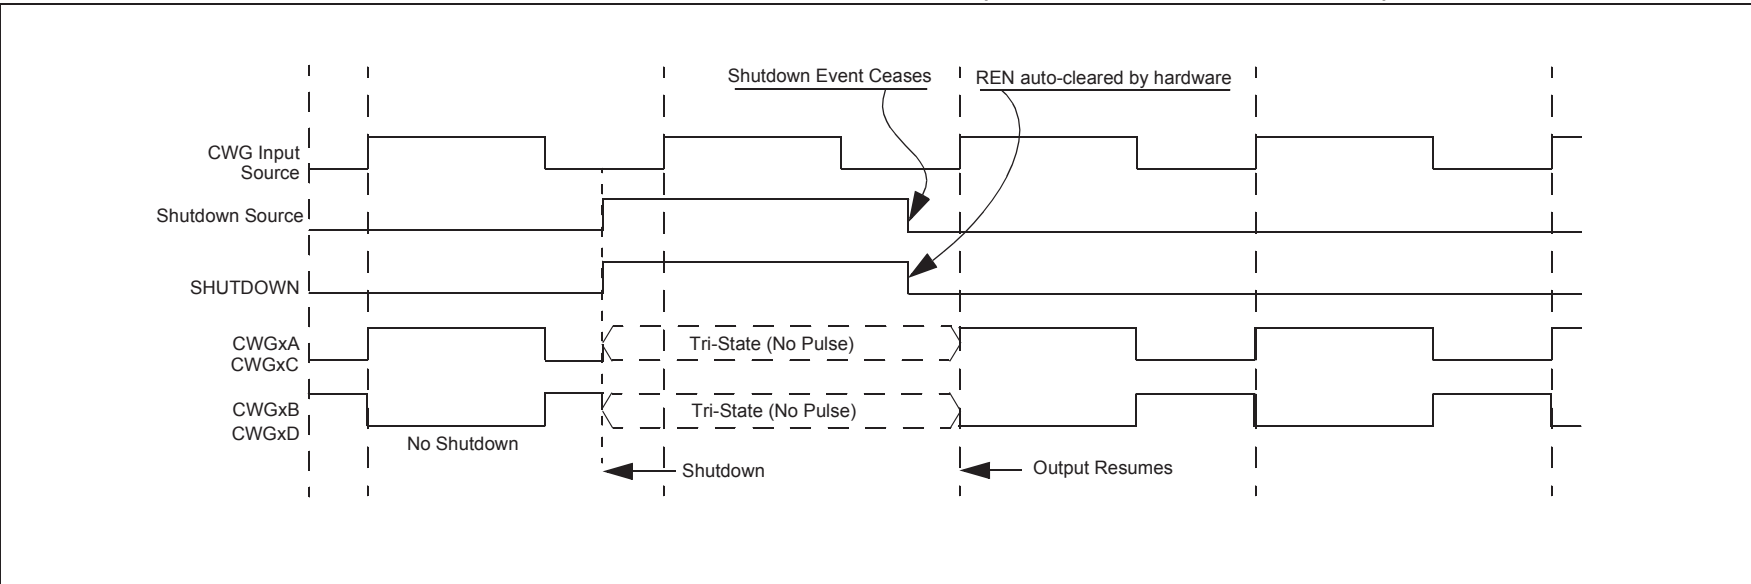 Shutdown Event Ceases
REN auto-cleared by hardware
CWG Input
Source
Shutdown Source
SHUTDOWN
CWGxA
CWGxC
Tri-State (No Pulse)
CWGxB
CWGxD
Tri-State (No Pulse)
No Shutdown
Shutdown
Output Resumes